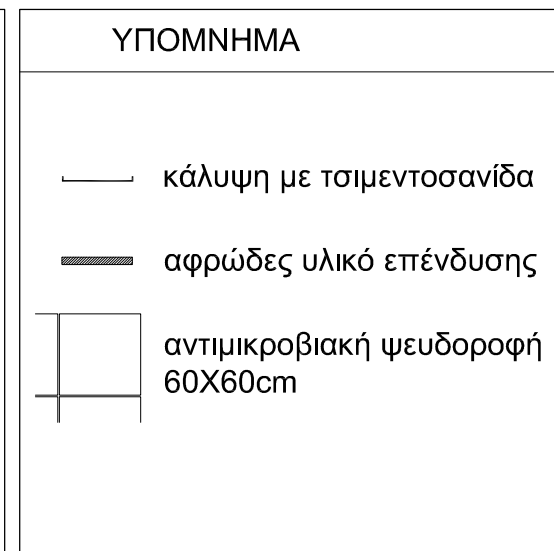 ΥΠΟΜΝΗΜΑ
κάλυψη με τσιμεντοσανίδα
αφρώδες υλικό επένδυσης
αντιμικροβιακή ψευδοροφή
60X60cm